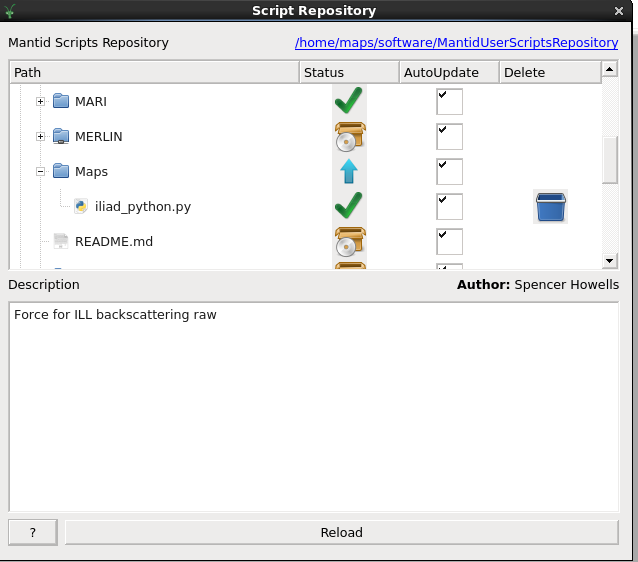 Script Repository
Mantid Scripts Repository /home/maps/software/MantidUserScriptsRepository
Path Status AutoUpdate Delete
MARI
MERLIN
Maps
iliad_python.py
README.md
Description Author: Spencer Howells
Force for ILL backscattering raw
? Reload